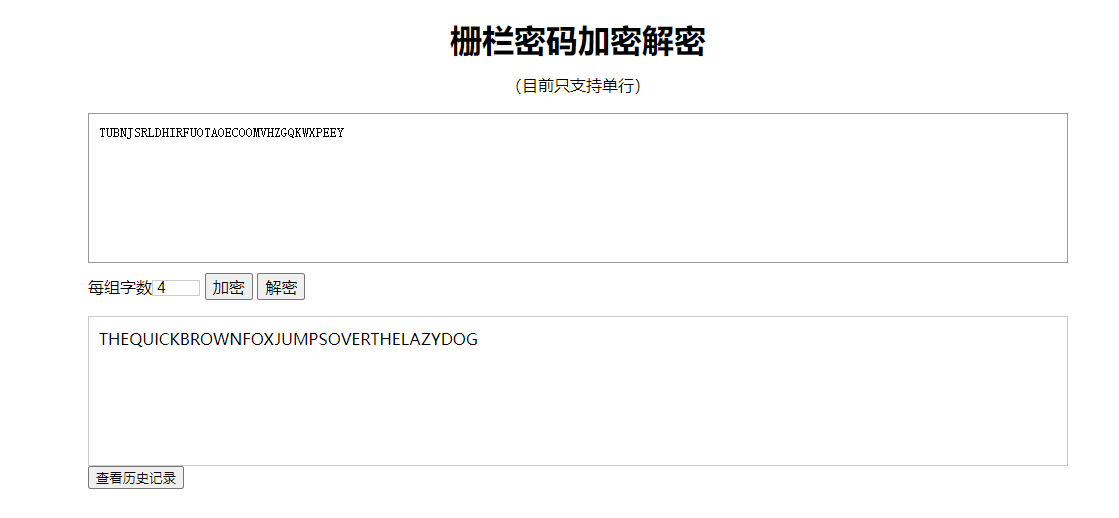 栅栏密码加密解密
（目前只支持单行）
TUBNJSRLDHIRFUOTAOECOOMVHZGQKWXPEEY
每组字数 4 加密 解密
THEQUICKBROWNFOXJUMPSOVERTHELAZYDOG
查看历史记录